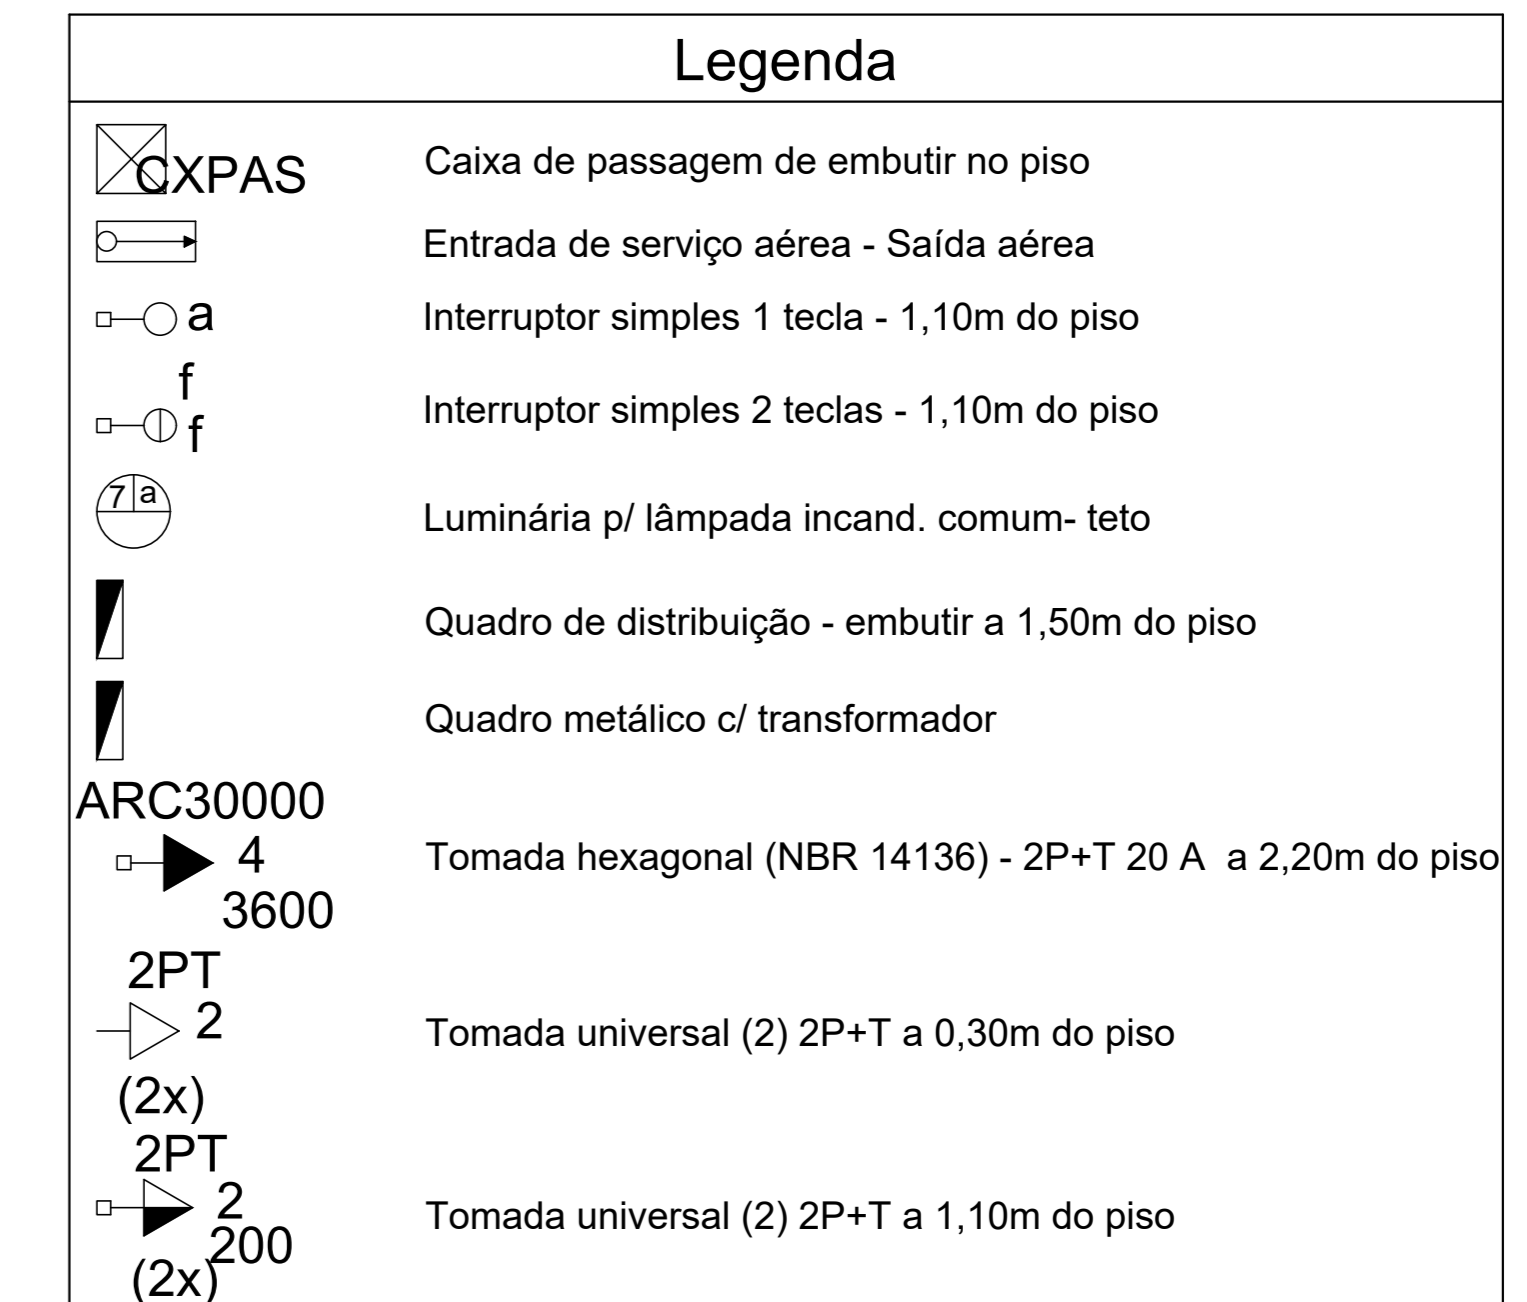 Legenda
CXPAS
Caixa de passagem de embutir no piso
Entrada de serviço aérea - Saída aérea
a
Interruptor simples 1 tecla - 1,10m do piso
f
f
Interruptor simples 2 teclas - 1,10m do piso
7 a
Luminária p/ lâmpada incand. comum- teto
Quadro de distribuição - embutir a 1,50m do piso
Quadro metálico c/ transformador
ARC30000
4
3600
Tomada hexagonal (NBR 14136) - 2P+T 20 A  a 2,20m do piso
2PT
2
(2x)
Tomada universal (2) 2P+T a 0,30m do piso
2PT
2
200
(2x)
Tomada universal (2) 2P+T a 1,10m do piso